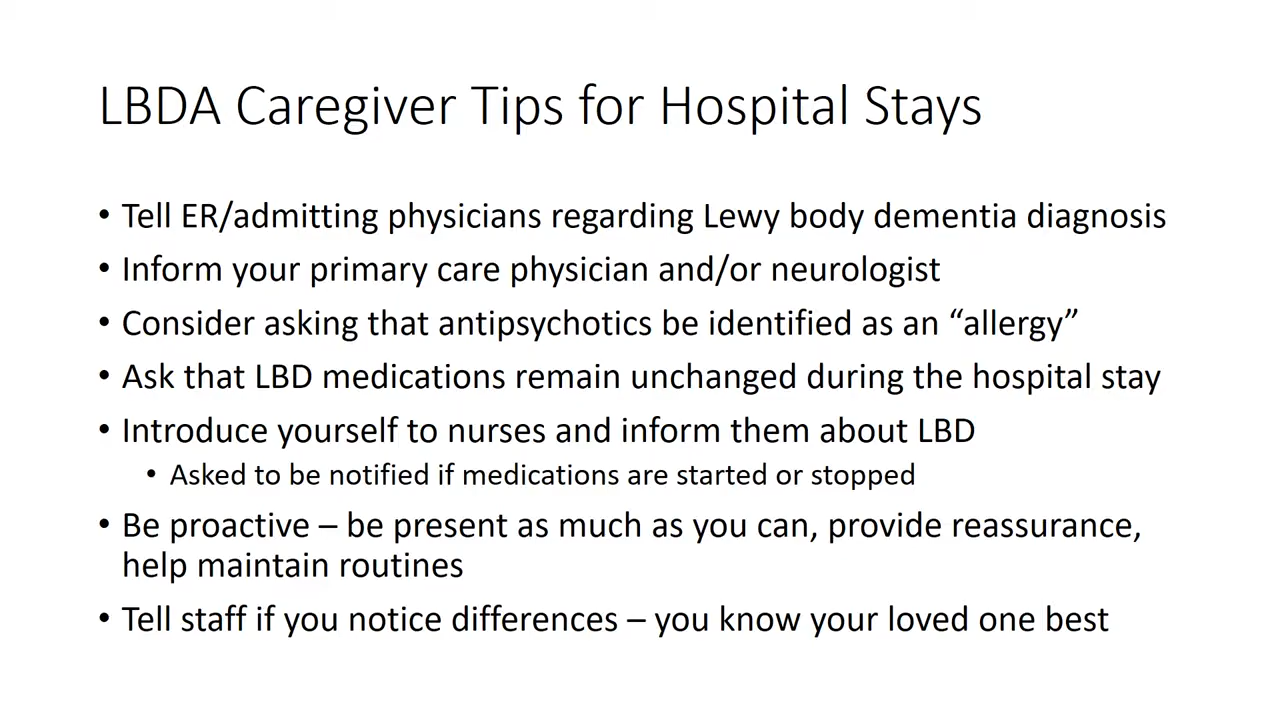 LBDA Caregiver Tips for Hospital Stays
• Tell ER/admitting physicians regarding Lewy body dementia diagnosis
• Inform your primary care physician and/or neurologist
• Consider asking that antipsychotics be identified as an “allergy”
• Ask that LBD medications remain unchanged during the hospital stay
• Introduce yourself to nurses and inform them about LBD
• Asked to be notified if medications are started or stopped
• Be proactive – be present as much as you can, provide reassurance,
help maintain routines
• Tell staff if you notice differences – you know your loved one best